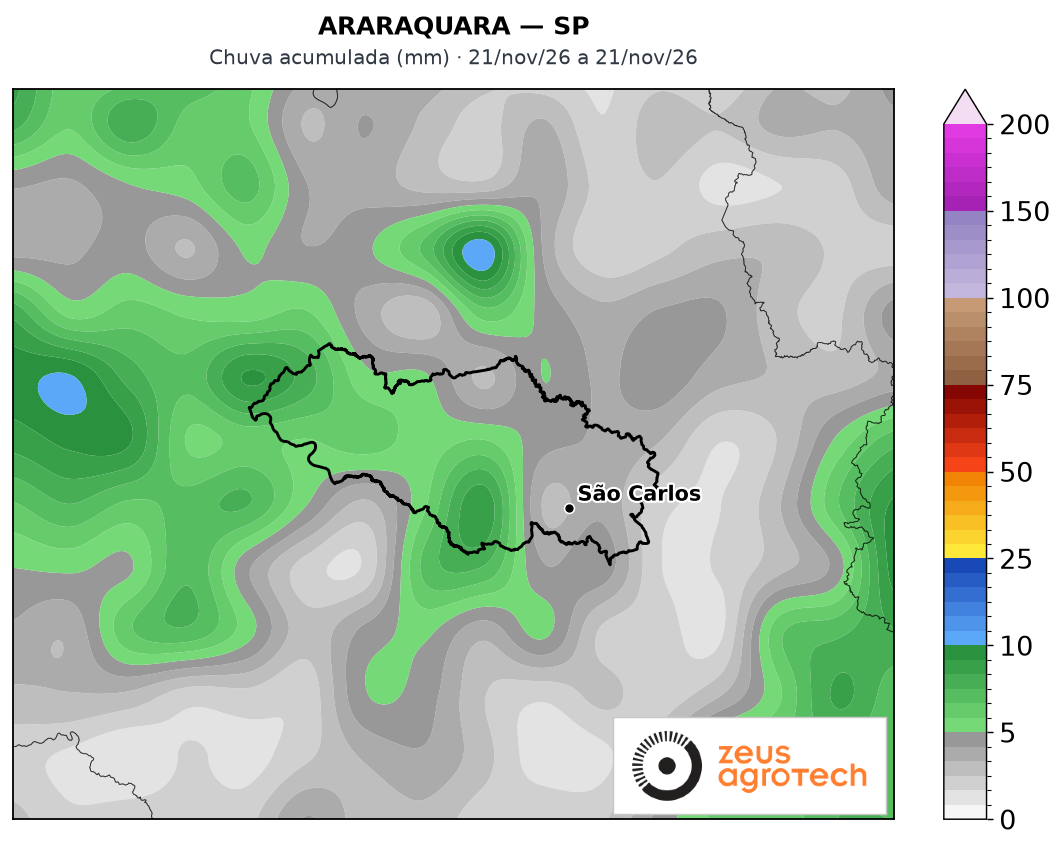 ARARAQUARA — SP
Chuva acumulada (mm) · 21/nov/26 a 21/nov/26
200
150
100
75
50
25
10
5
0
São Carlos
zeus
agrotech